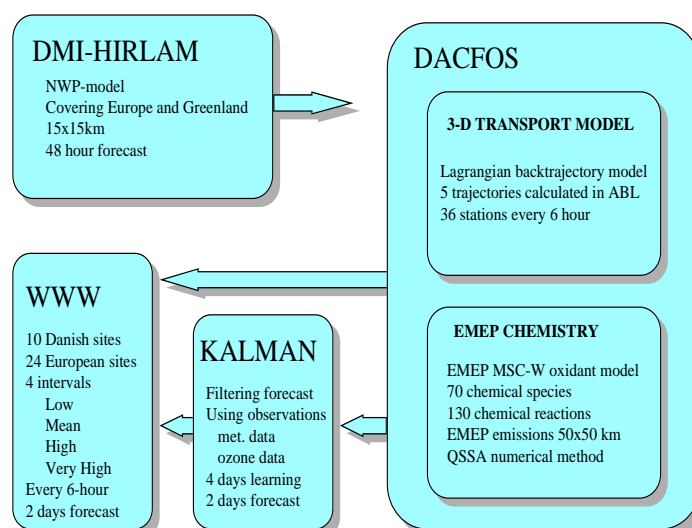 DMI-HIRLAM
NWP-model
Covering Europe and Greenland
15x15km
48 hour forecast
DACFOS
3-D TRANSPORT MODEL
Lagrangian backtrajectory model
5 trajectories calculated in ABL
36 stations every 6 hour
EMEP CHEMISTRY
EMEP MSC-W oxidant model
70 chemical species
130 chemical reactions
EMEP emissions 50x50 km
QSSA numerical method
KALMAN
Filtering forecast
Using observations
met. data
ozone data
4 days learning
2 days forecast
WWW
10 Danish sites
24 European sites
4 intervals
Low
Mean
High
Very High
Every 6-hour
2 days forecast